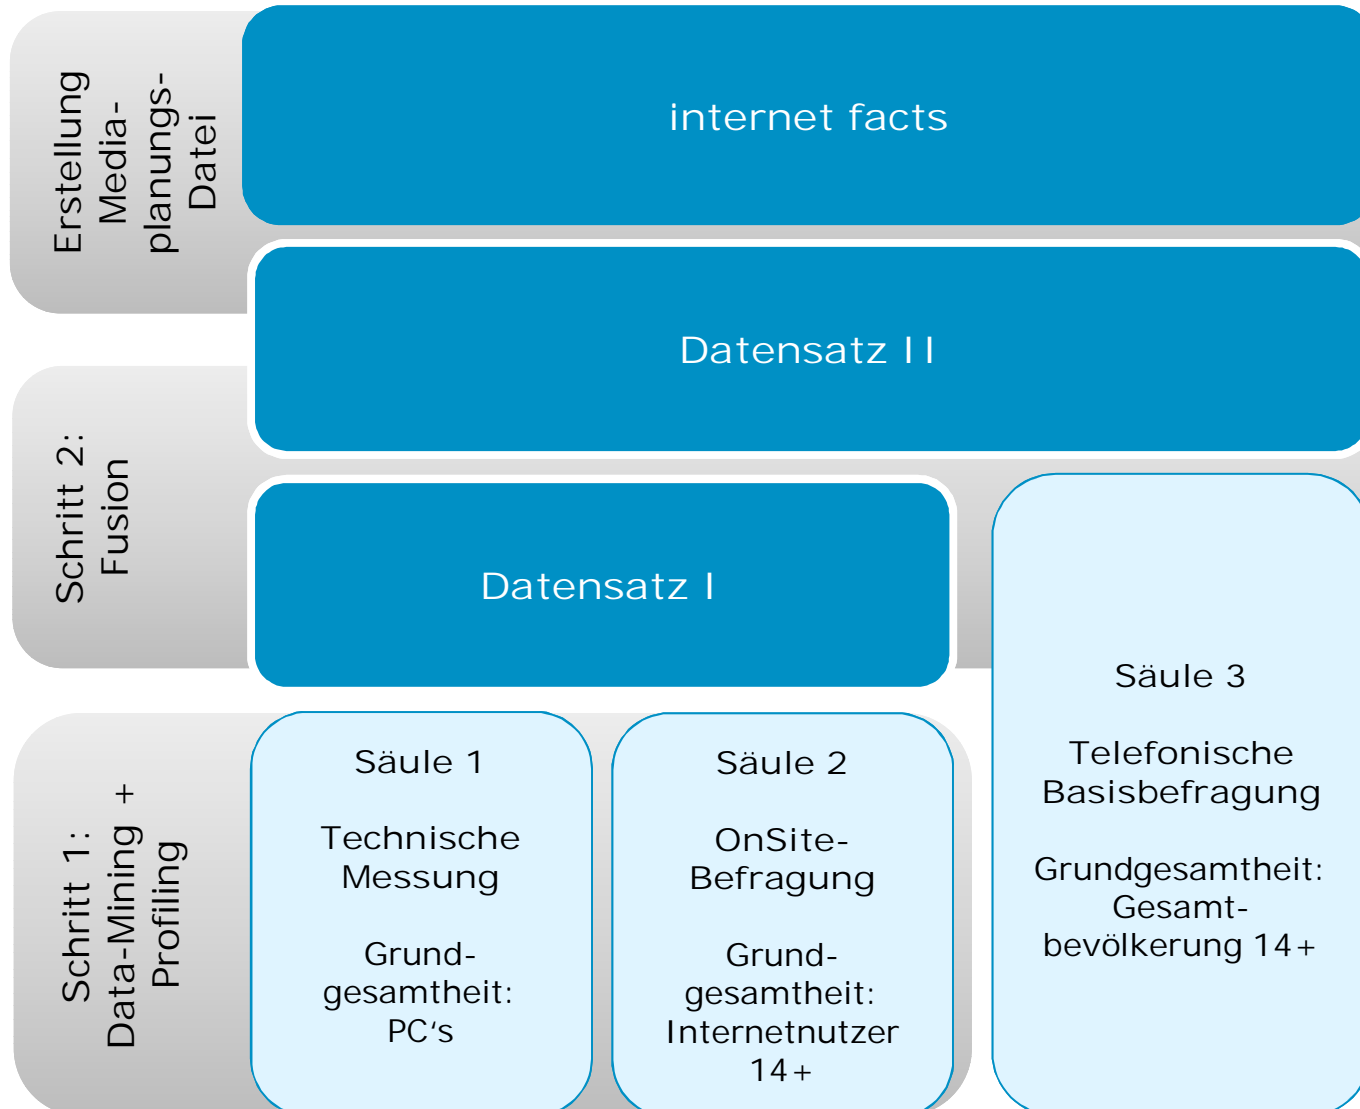 Erstellung
Media-
planungs-
Datei
internet facts
Datensatz II
Schritt 2:
Fusion
Datensatz I
Schritt 1:
Data-Mining +
Profiling
Säule 1
Technische
Messung
Grund-
gesamtheit:
PC‘s
Säule 2
OnSite-
Befragung
Grund-
gesamtheit:
Internetnutzer
14+
Säule 3
Telefonische
Basisbefragung
Grundgesamtheit:
Gesamt-
bevölkerung 14+